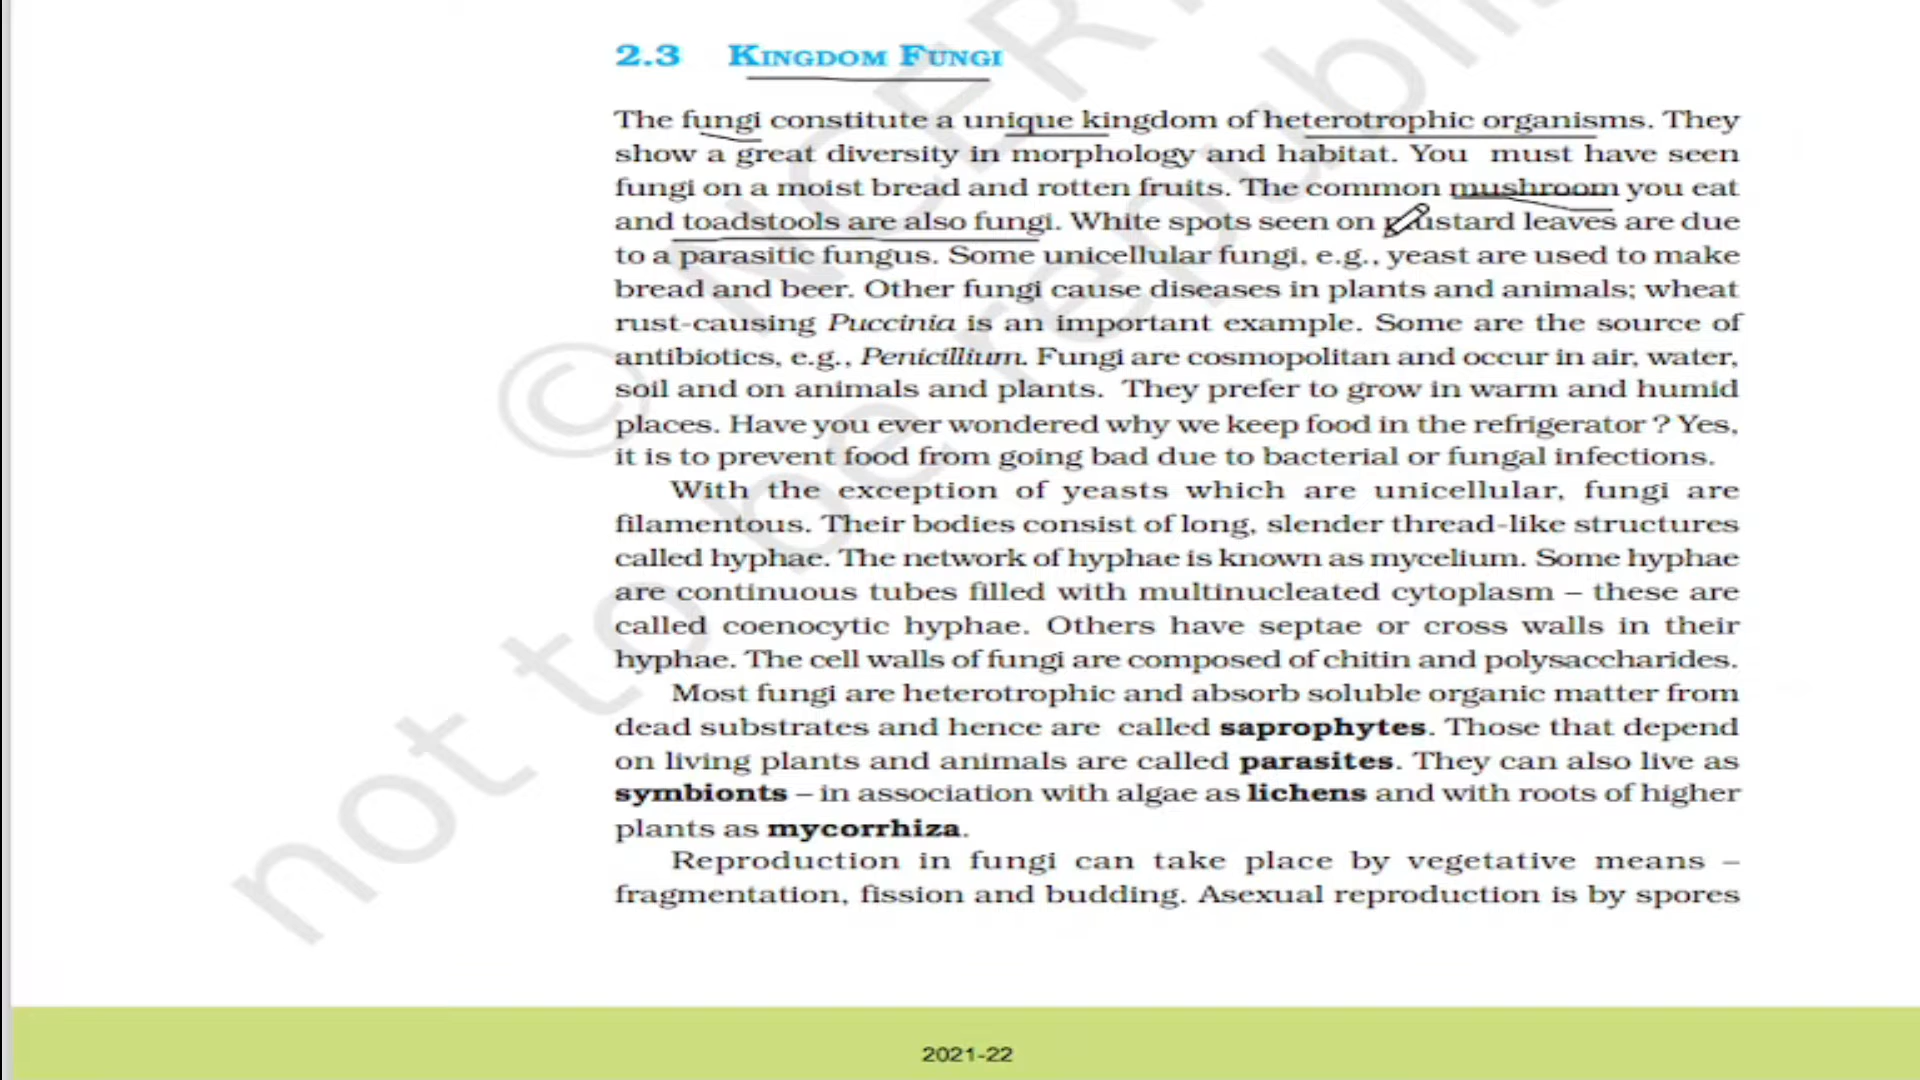 2.3 KINGDOM FUNGI
The fungi constitute a unique kingdom of heterotrophic organisms. They
show a great diversity in morphology and habitat. You must have seen
fungi on a moist bread and rotten fruits. The common mushroom you eat
and toadstools are also fungi. White spots seen on mustard leaves are due
to a parasitic fungus. Some unicellular fungi, e.g., yeast are used to make
bread and beer. Other fungi cause diseases in plants and animals; wheat
rust-causing Puccinia is an important example. Some are the source of
antibiotics, e.g., Penicillium. Fungi are cosmopolitan and occur in air, water,
soil and on animals and plants. They prefer to grow in warm and humid
places. Have you ever wondered why we keep food in the refrigerator ? Yes,
it is to prevent food from going bad due to bacterial or fungal infections.
With the exception of yeasts which are unicellular, fungi are
filamentous. Their bodies consist of long, slender thread-like structures
called hyphae. The network of hyphae is known as mycelium. Some hyphae
are continuous tubes filled with multinucleated cytoplasm – these are
called coenocytic hyphae. Others have septae or cross walls in their
hyphae. The cell walls of fungi are composed of chitin and polysaccharides.
Most fungi are heterotrophic and absorb soluble organic matter from
dead substrates and hence are called saprophytes. Those that depend
on living plants and animals are called parasites. They can also live as
symbionts – in association with algae as lichens and with roots of higher
plants as mycorrhiza.
Reproduction in fungi can take place by vegetative means –
fragmentation, fission and budding. Asexual reproduction is by spores
© NCER
not to be republi
2021-22